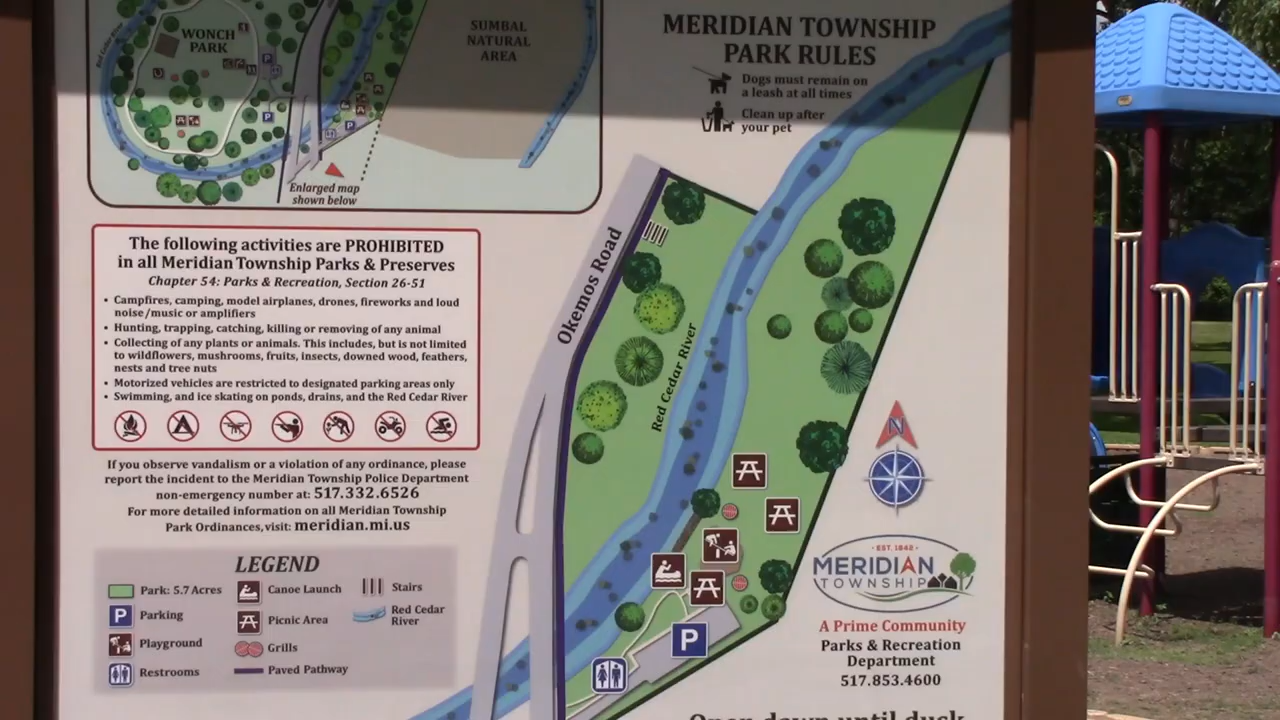 WONCH
PARK
P
P
P
Enlarged map
shown below
SUMBAL
NATURAL
AREA
MERIDIAN TOWNSHIP
PARK RULES
Dogs must remain on
a leash at all times
Clean up after
your pet
The following activities are PROHIBITED
in all Meridian Township Parks & Preserves
Chapter 54: Parks & Recreation, Section 26-51
• Campfires, camping, model airplanes, drones, fireworks and loud
noise/music or amplifiers
• Hunting, trapping, catching, killing or removing of any animal
• Collecting of any plants or animals. This includes, but is not limited
to wildflowers, mushrooms, fruits, insects, downed wood, feathers,
nests and tree nuts
• Motorized vehicles are restricted to designated parking areas only
• Swimming, and ice skating on ponds, drains, and the Red Cedar River
If you observe vandalism or a violation of any ordinance, please
report the incident to the Meridian Township Police Department
non-emergency number at: 517.332.6526
For more detailed information on all Meridian Township
Park Ordinances, visit: meridian.mi.us
LEGEND
Park: 5.7 Acres
P Parking
Playground
Restrooms
Canoe Launch
Picnic Area
Grills
Paved Pathway
Stairs
Red Cedar
River
Okemos Road
Red Cedar River
P
N
EST. 1842
MERIDIAN
TOWNSHIP
A Prime Community
Parks & Recreation
Department
517.853.4600
Open dawn until dusk